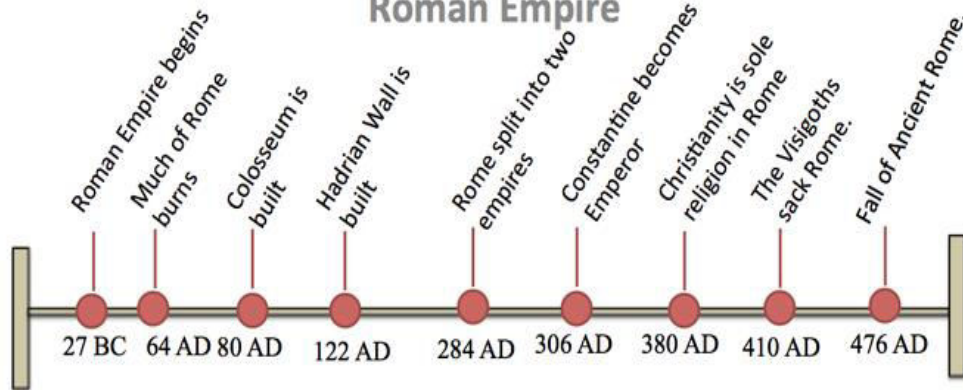 Roman Empire
Roman Empire begins
Much of Rome
burns
Colosseum is
built
Hadrian Wall is
built
Rome split into two
empires
Constantine becomes
Emperor
Christianity is sole
religion in Rome
The Visigoths
sack Rome.
Fall of Ancient Rome.
27 BC
64 AD
80 AD
122 AD
284 AD
306 AD
380 AD
410 AD
476 AD